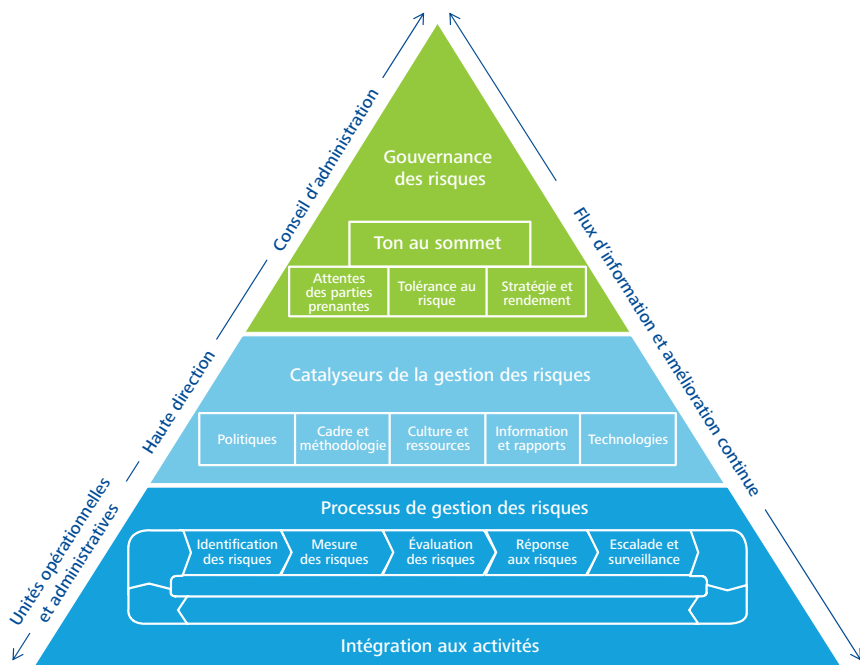 Conseil d'administration
Haute direction
Unités opérationnelles
et administratives
Flux d'information et amélioration continue
Gouvernance
des risques
Ton au sommet
Attentes
des parties
prenantes
Tolérance au
risque
Stratégie et
rendement
Catalyseurs de la gestion des risques
Politiques
Cadre et
méthodologie
Culture et
ressources
Information
et rapports
Technologies
Processus de gestion des risques
Identification
des risques
Mesure
des risques
Évaluation
des risques
Réponse
aux risques
Escalade et
surveillance
Intégration aux activités